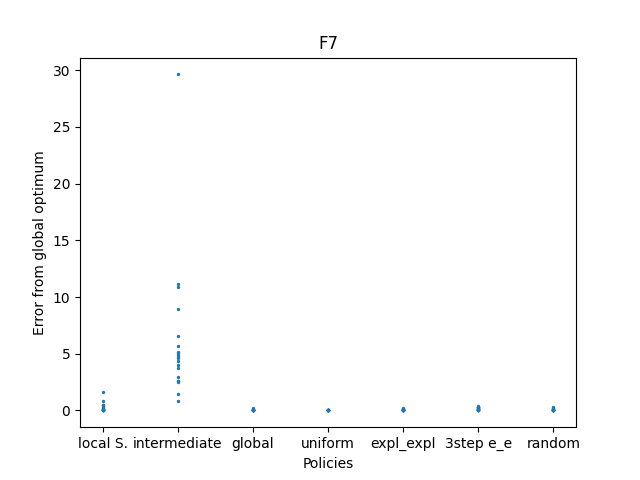 F7
Error from global optimum
30
25
20
15
10
5
0
local S. intermediate global uniform expl_expl 3step e_e random
Policies